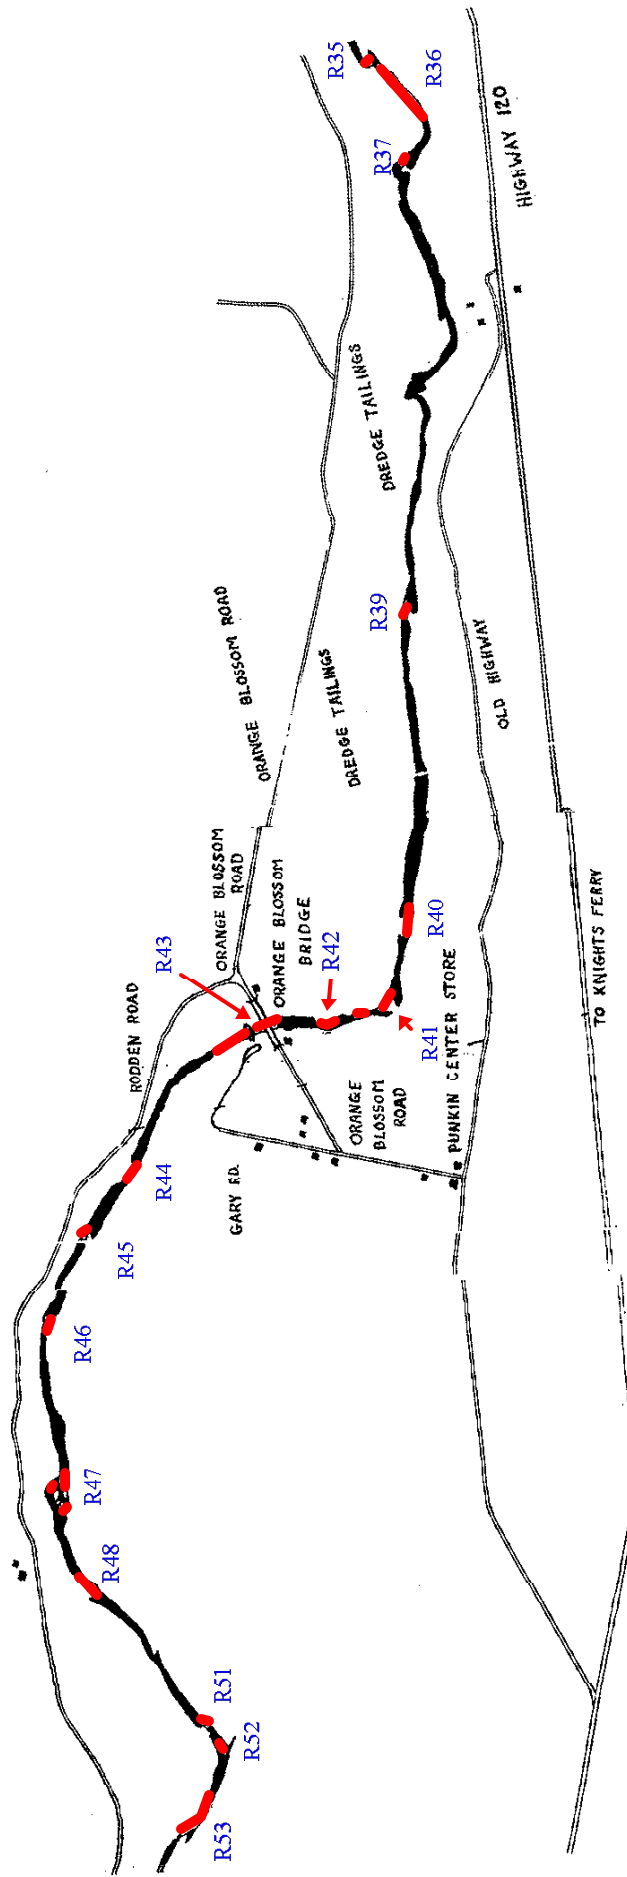 R35
R36
R37
HIGHWAY 120
DREDGE TAILINGS
R39
ORANGE BLOSSOM ROAD
DREDGE TAILINGS
OLD HIGHWAY
ORANGE BLOSSOM
ROAD
ORANGE BLOSSOM
BRIDGE
R40
R43
R42
R41
TO KNIGHTS FERRY
PUNKIN CENTER STORE
RODDEN ROAD
ORANGE
BLOSSOM
ROAD
GARY RD.
R44
R45
R46
R47
R48
R51
R52
R53